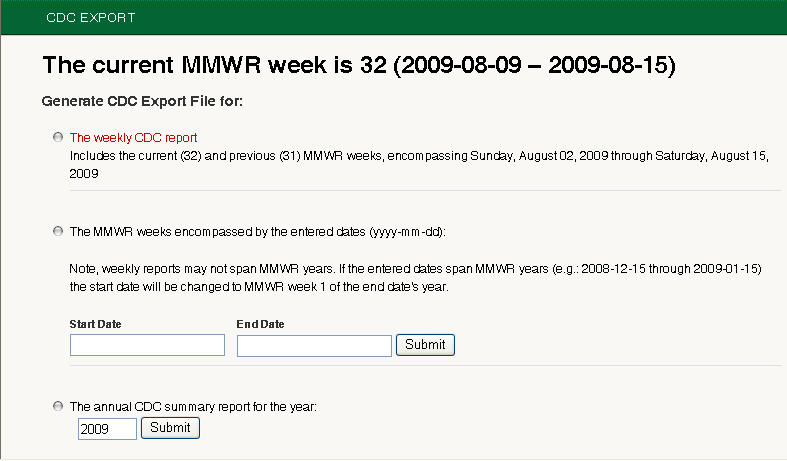 CDC EXPORT
The current MMWR week is 32 (2009-08-09 – 2009-08-15)
Generate CDC Export File for:
The weekly CDC report
Includes the current (32) and previous (31) MMWR weeks, encompassing Sunday, August 02, 2009 through Saturday, August 15,
2009
The MMWR weeks encompassed by the entered dates (yyyy-mm-dd):
Note, weekly reports may not span MMWR years. If the entered dates span MMWR years (e.g.: 2008-12-15 through 2009-01-15)
the start date will be changed to MMWR week 1 of the end date's year.
Start Date End Date
Submit
The annual CDC summary report for the year:
2009 Submit